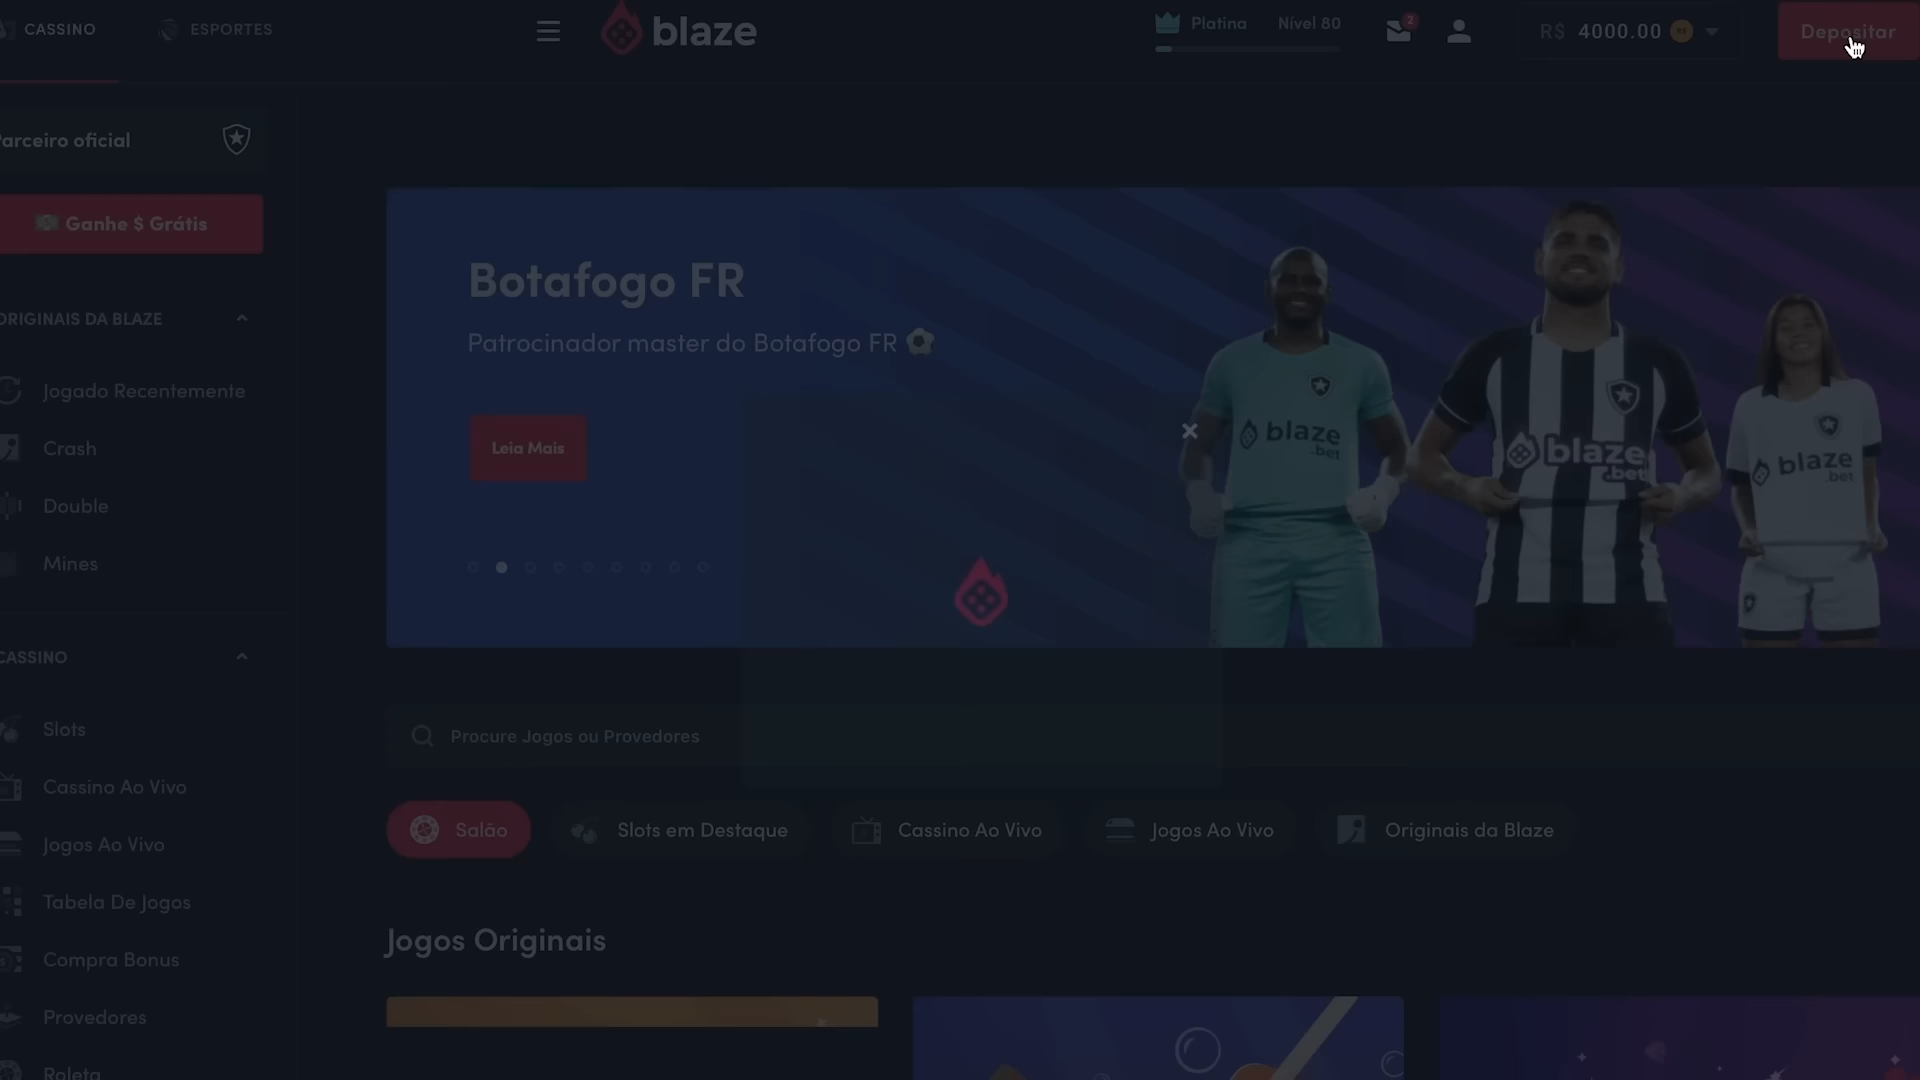 CASSINO
ESPORTES
blaze
Platina
Nível 80
2
R$ 4000.00
Depositar
Parceiro oficial
Ganhe $ Grátis
ORIGINAIS DA BLAZE
Jogado Recentemente
Crash
Double
Mines
CASSINO
Slots
Cassino Ao Vivo
Jogos Ao Vivo
Tabela De Jogos
Compra Bonus
Provedores
Roleta
Botafogo FR
Patrocinador master do Botafogo FR
Leia Mais
blaze
.bet
blaze
.bet
blaze
.bet
Procure Jogos ou Provedores
Salão
Slots em Destaque
Cassino Ao Vivo
Jogos Ao Vivo
Originais da Blaze
Jogos Originais